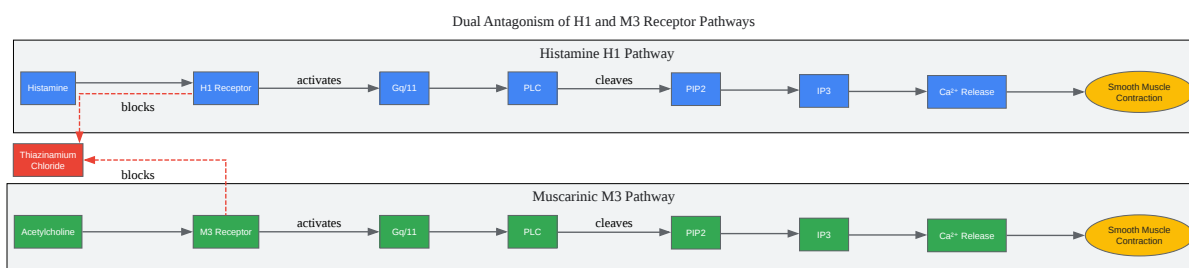 Dual Antagonism of H1 and M3 Receptor Pathways
Histamine H1 Pathway
Histamine
H1 Receptor
activates
Gq/11
PLC
cleaves
PIP2
IP3
Ca²⁺ Release
Smooth Muscle
Contraction
blocks
Thiazinamium
Chloride
blocks
Muscarinic M3 Pathway
Acetylcholine
M3 Receptor
activates
Gq/11
PLC
cleaves
PIP2
IP3
Ca²⁺ Release
Smooth Muscle
Contraction